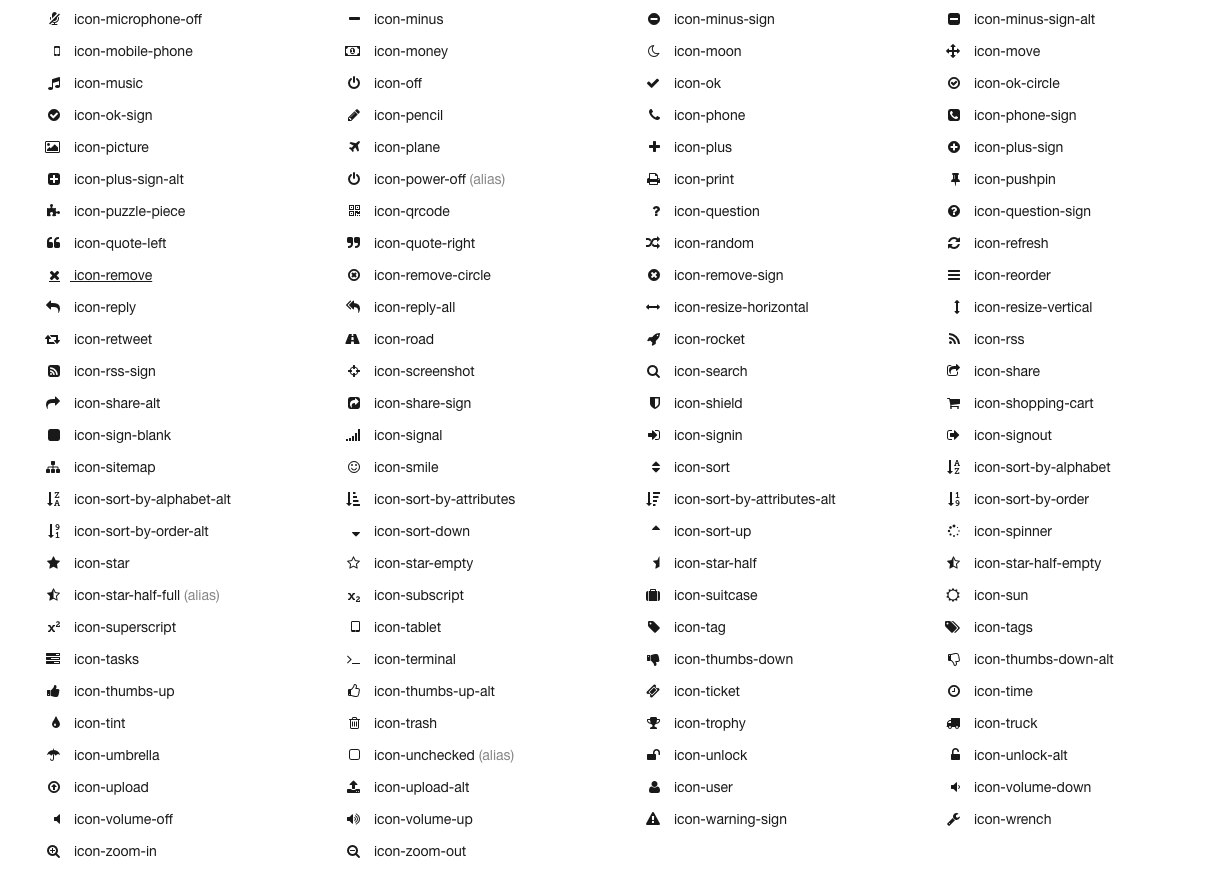 icon-microphone-off icon-minus icon-minus-sign icon-minus-sign-alt
icon-mobile-phone icon-money icon-moon icon-move
icon-music icon-off icon-ok icon-ok-circle
icon-ok-sign icon-pencil icon-phone icon-phone-sign
icon-picture icon-plane icon-plus icon-plus-sign
icon-plus-sign-alt icon-power-off (alias) icon-print icon-pushpin
icon-puzzle-piece icon-qrcode icon-question icon-question-sign
icon-quote-left icon-quote-right icon-random icon-refresh
icon-remove icon-remove-circle icon-remove-sign icon-reorder
icon-reply icon-reply-all icon-resize-horizontal icon-resize-vertical
icon-retweet icon-road icon-rocket icon-rss
icon-rss-sign icon-screenshot icon-search icon-share
icon-share-alt icon-share-sign icon-shield icon-shopping-cart
icon-sign-blank icon-signal icon-signin icon-signout
icon-sitemap icon-smile icon-sort icon-sort-by-alphabet
icon-sort-by-alphabet-alt icon-sort-by-attributes icon-sort-by-attributes-alt icon-sort-by-order
icon-sort-by-order-alt icon-sort-down icon-sort-up icon-spinner
icon-star icon-star-empty icon-star-half icon-star-half-empty
icon-star-half-full (alias) icon-subscript icon-suitcase icon-sun
icon-superscript icon-tablet icon-tag icon-tags
icon-tasks icon-terminal icon-thumbs-down icon-thumbs-down-alt
icon-thumbs-up icon-thumbs-up-alt icon-ticket icon-time
icon-tint icon-trash icon-trophy icon-truck
icon-umbrella icon-unchecked (alias) icon-unlock icon-unlock-alt
icon-upload icon-upload-alt icon-user icon-volume-down
icon-volume-off icon-volume-up icon-warning-sign icon-wrench
icon-zoom-in icon-zoom-out